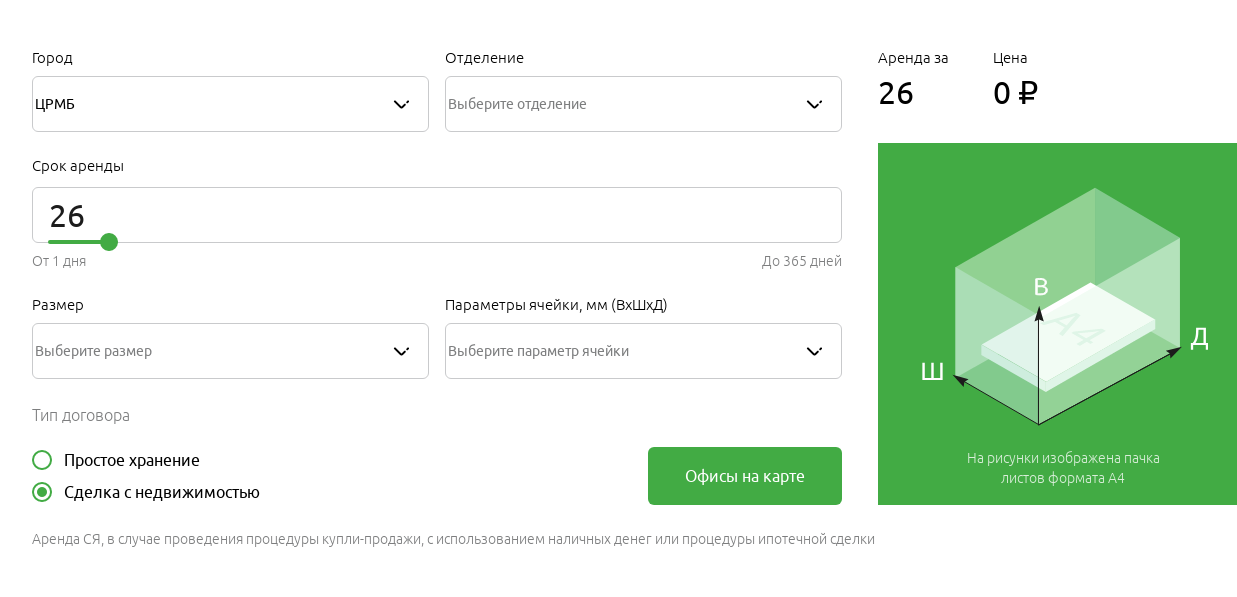 Город
ЦРМБ
Отделение
Выберите отделение
Аренда за
26
Цена
0 ₽
Срок аренды
26
От 1 дня
До 365 дней
Размер
Выберите размер
Параметры ячейки, мм (ВхШхД)
Выберите параметр ячейки
Тип договора
Простое хранение
Сделка с недвижимостью
Офисы на карте
В
А4
Ш
Д
На рисунки изображена пачка
листов формата А4
Аренда СЯ, в случае проведения процедуры купли-продажи, с использованием наличных денег или процедуры ипотечной сделки